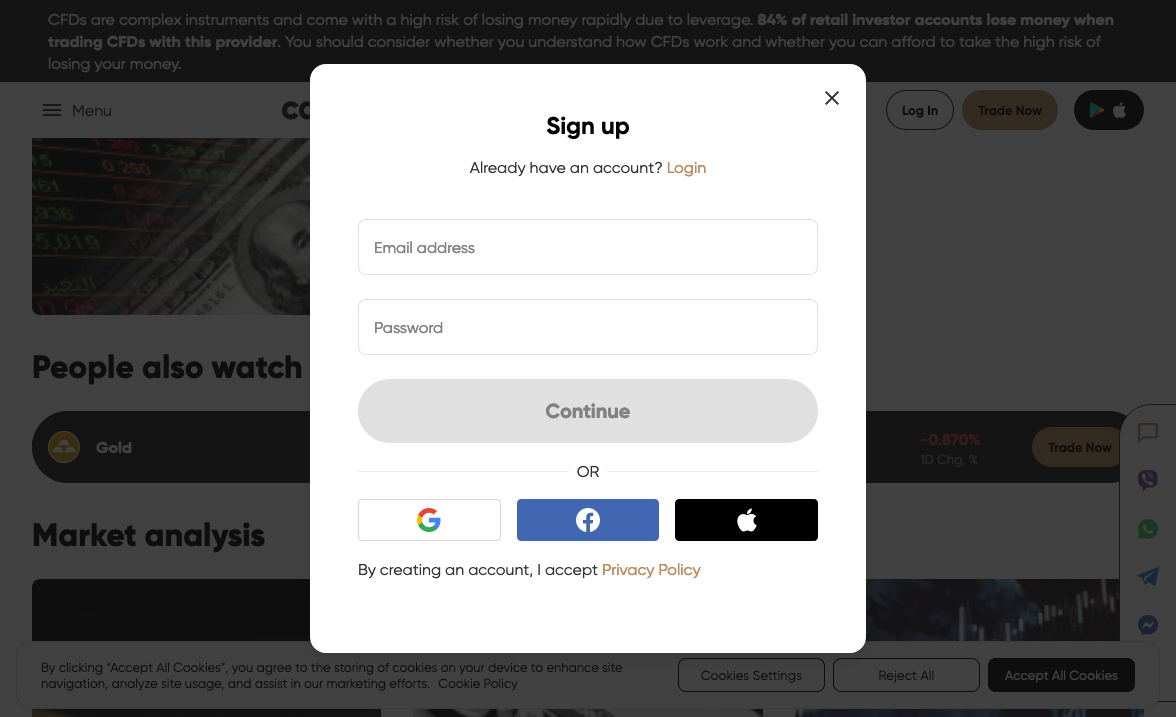 CFDs are complex instruments and come with a high risk of losing money rapidly due to leverage. 84% of retail investor accounts lose money when
trading CFDs with this provider. You should consider whether you understand how CFDs work and whether you can afford to take the high risk of
losing your money.
Menu
Log In
Trade Now
Sign up
Already have an account? Login
Email address
Password
Continue
OR
By creating an account, I accept Privacy Policy
People also watch
Gold
-0.870%
1D Chg, %
Trade Now
Market analysis
By clicking “Accept All Cookies”, you agree to the storing of cookies on your device to enhance site
navigation, analyze site usage, and assist in our marketing efforts. Cookie Policy
Cookies Settings
Reject All
Accept All Cookies